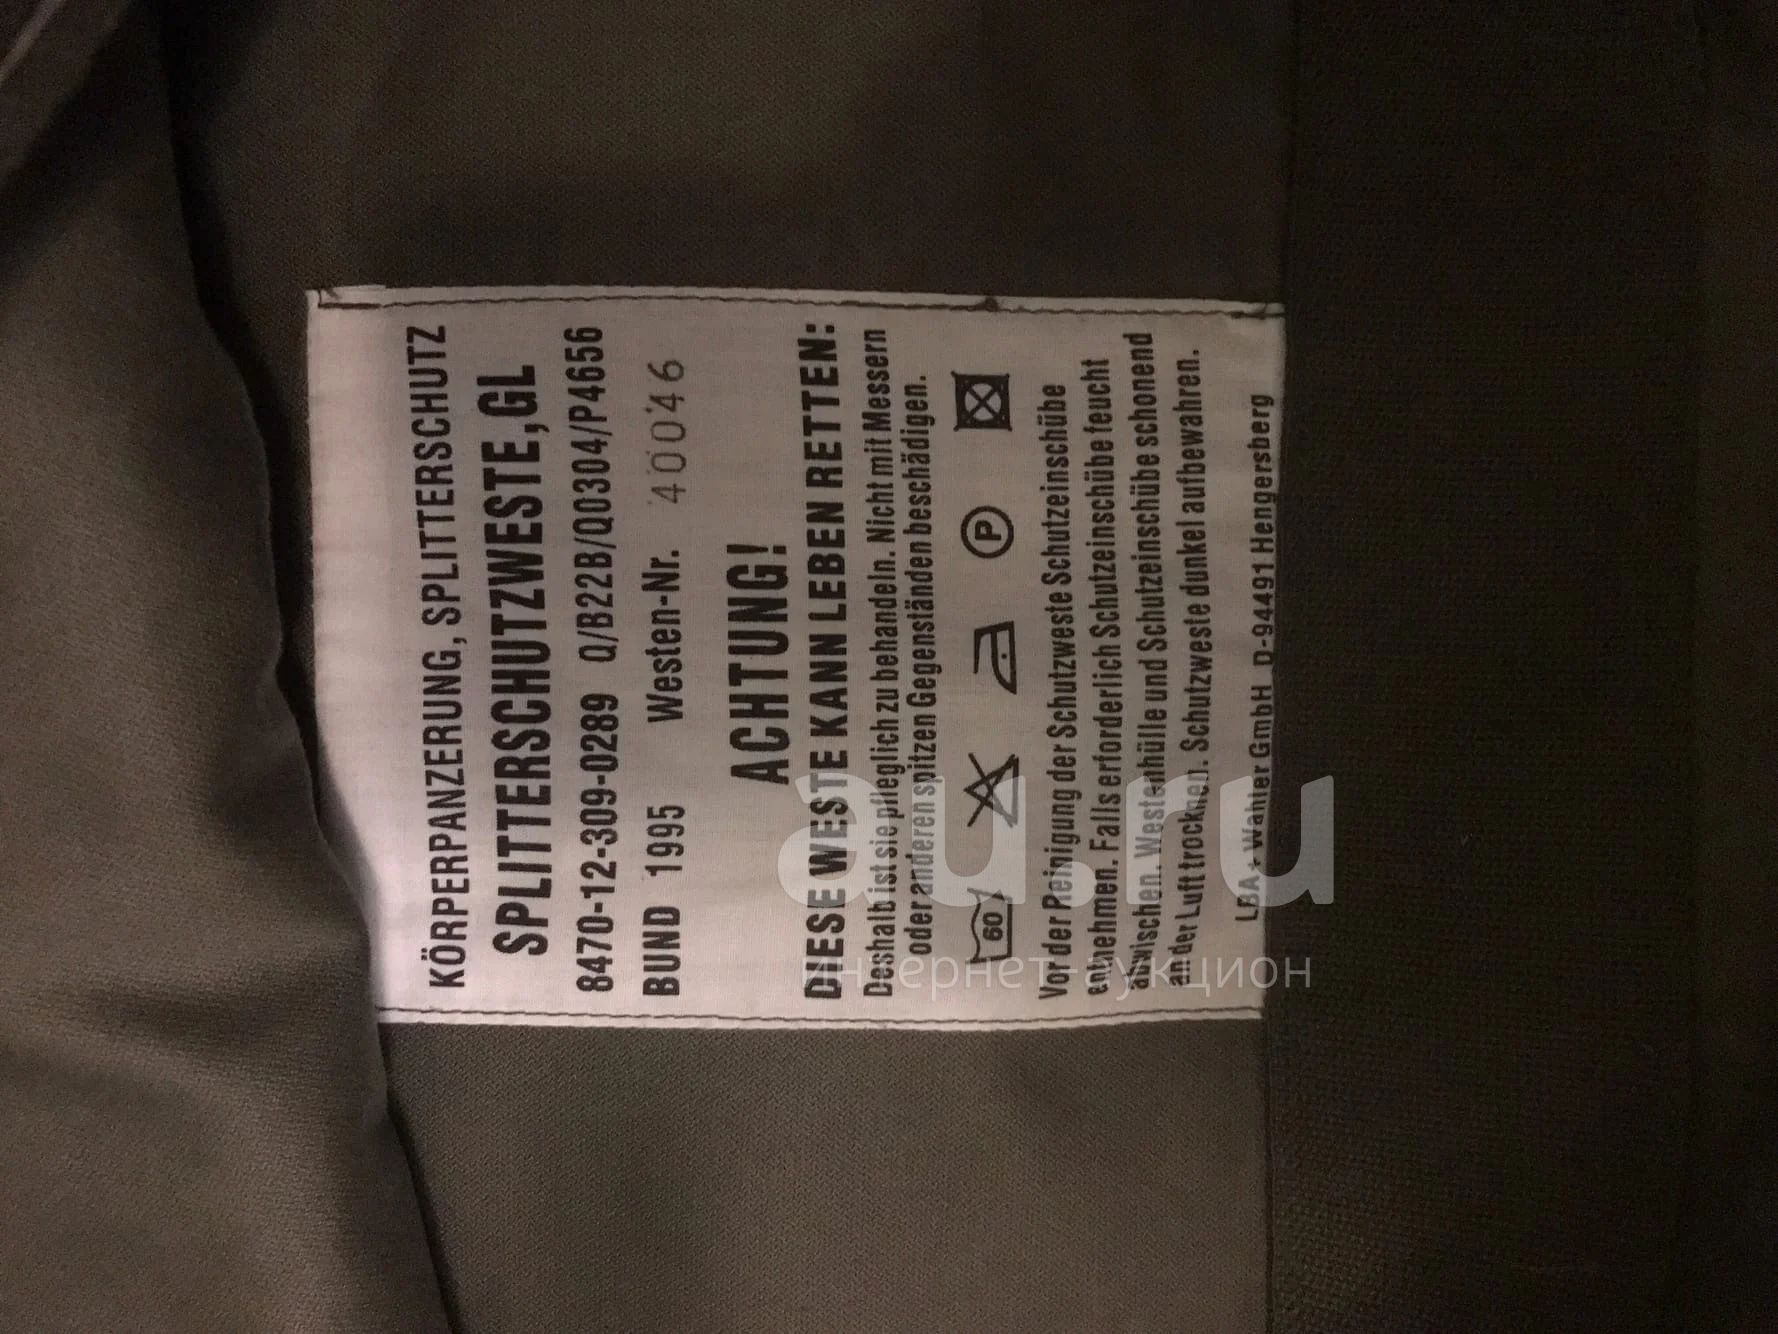 KÖRPERPANZERUNG, SPLITTERSCHUTZ
SPLITTERSCHUTZWESTE,GL
8470-12-309-0289 Q/B22B/Q0304/P4656
BUND 1995 Westen-Nr. 40046
ACHTUNG!
DIESE WESTE KANN LEBEN RETTEN:
Deshalb ist sie pfleglich zu behandeln. Nicht mit Messern
oder anderen spitzen Gegenständen beschädigen.
60 P
Vor der Reinigung der Schutzweste Schutzeinschübe
entnehmen. Falls erforderlich Schutzeinschübe feucht
abwischen. Westenhülle und Schutzeinschübe schonend
an der Luft trocknen. Schutzweste dunkel aufbewahren.
LBA + Wahler GmbH D-94491 Hengersberg
au.ru
интернет-аукцион